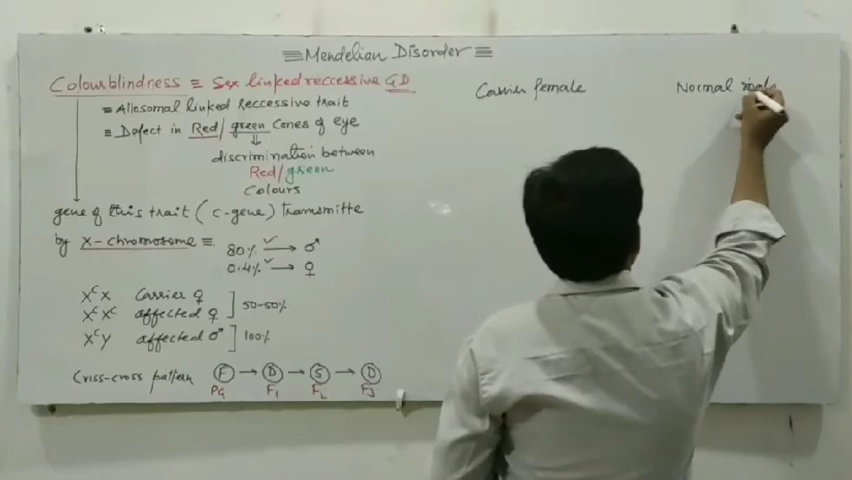 ≡ Mendelian Disorder ≡
Colourblindness ≡ Sex linked reccessive GD
≡ Allosomal linked reccessive trait
≡ Defect in Red/green Cones of eye
⇓
discrimination between
Red/green
Colours
gene of this trait (c-gene) Transmitte
by X-chromosome ≡
80% ✓ → ♂
0.4% ✓ → ♀
XᶜX Carrier ♀
XᶜXᶜ affected ♀ ] 50-50%
XᶜY affected ♂ ] 100%
Criss-cross pattern F → D → S → D
PG F₁ F₂ F3
Carrier female
Normal